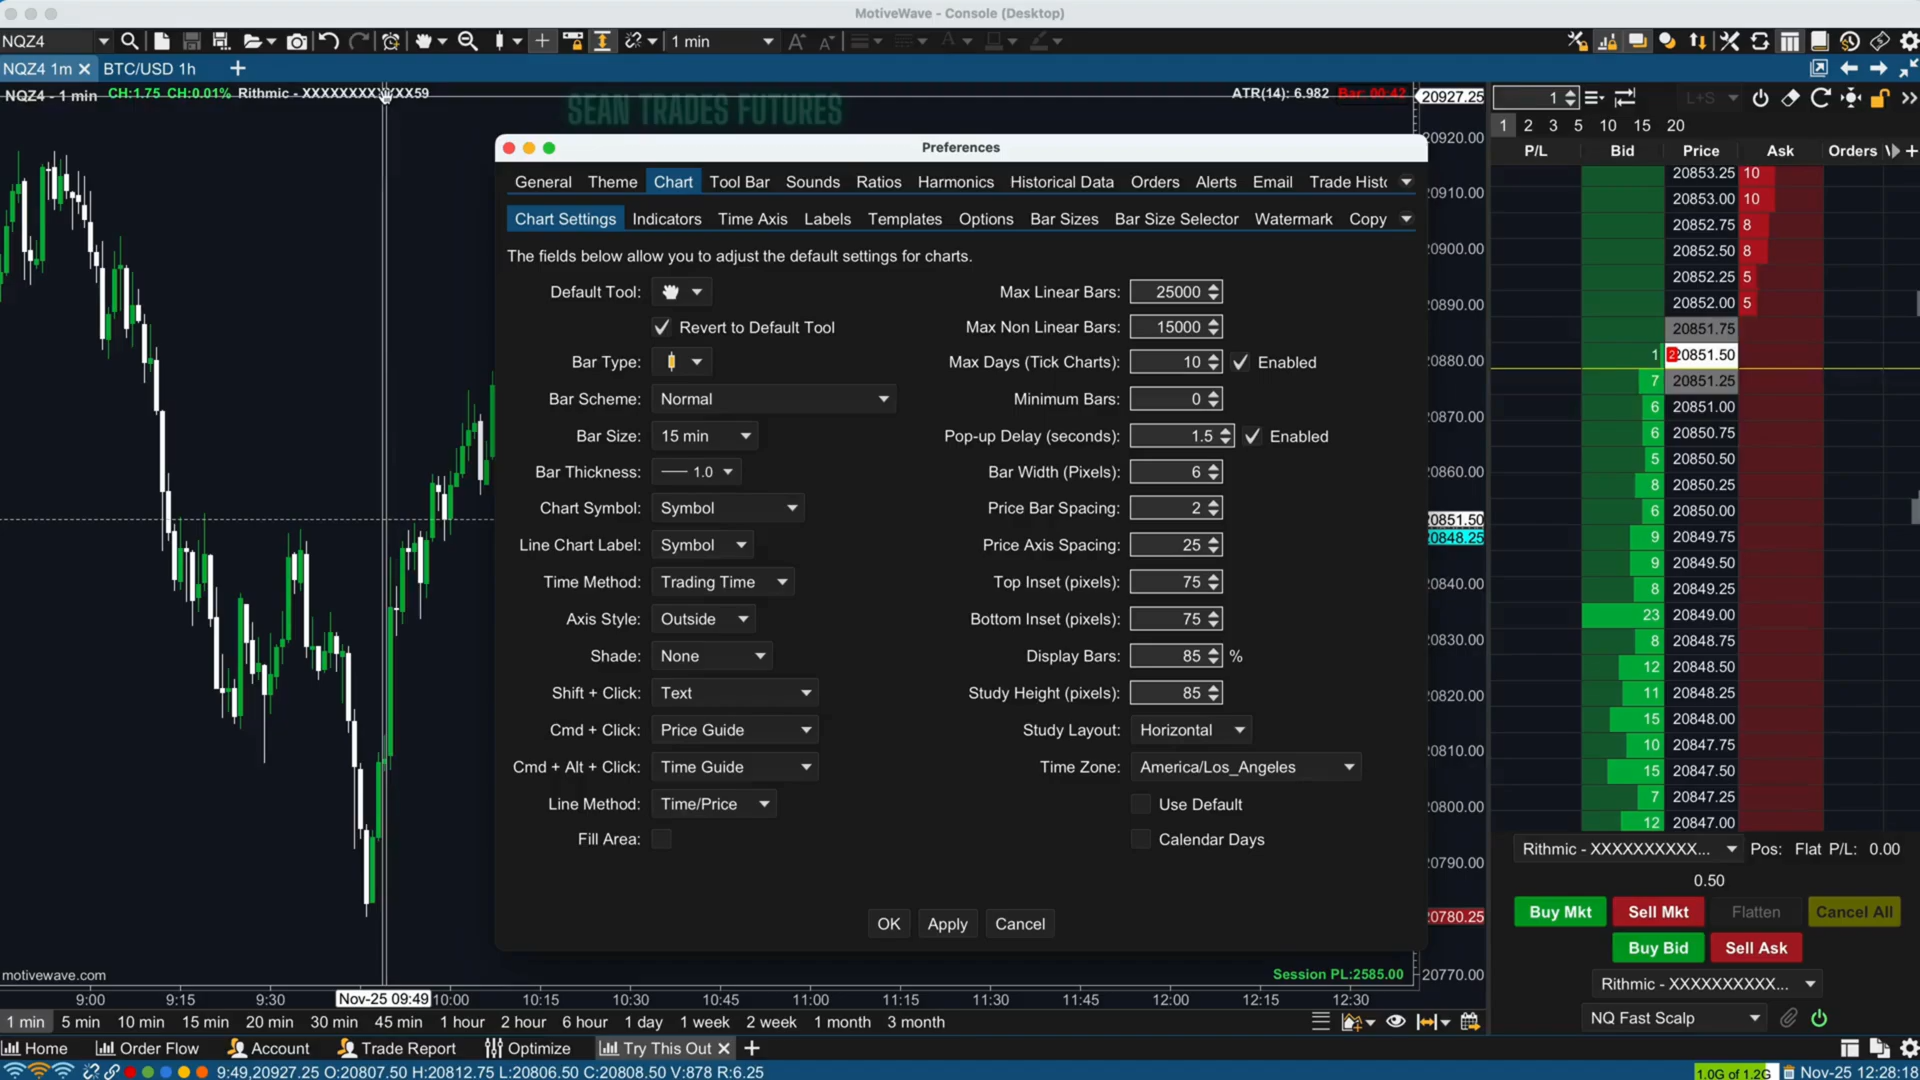 MotiveWave - Console (Desktop)
NQZ4
1 min
NQZ4 1m
BTC/USD 1h
NQZ4 - 1 min CH:1.75 CH:0.01% Rithmic - XXXXXXXXXXX59
SEAN TRADES FUTURES
ATR(14): 6.982 Bar: 00:42
20927.25
20920.00
20910.00
20900.00
20890.00
20880.00
20870.00
20860.00
20851.50
20848.25
20840.00
20830.00
20820.00
20810.00
20800.00
20790.00
20780.25
20770.00
Preferences
General Theme Chart Tool Bar Sounds Ratios Harmonics Historical Data Orders Alerts Email Trade Histo
Chart Settings Indicators Time Axis Labels Templates Options Bar Sizes Bar Size Selector Watermark Copy
The fields below allow you to adjust the default settings for charts.
Default Tool:
Revert to Default Tool
Bar Type:
Bar Scheme: Normal
Bar Size: 15 min
Bar Thickness: 1.0
Chart Symbol: Symbol
Line Chart Label: Symbol
Time Method: Trading Time
Axis Style: Outside
Shade: None
Shift + Click: Text
Cmd + Click: Price Guide
Cmd + Alt + Click: Time Guide
Line Method: Time/Price
Fill Area:
Max Linear Bars: 25000
Max Non Linear Bars: 15000
Max Days (Tick Charts): 10 Enabled
Minimum Bars: 0
Pop-up Delay (seconds): 1.5 Enabled
Bar Width (Pixels): 6
Price Bar Spacing: 2
Price Axis Spacing: 25
Top Inset (pixels): 75
Bottom Inset (pixels): 75
Display Bars: 85 %
Study Height (pixels): 85
Study Layout: Horizontal
Time Zone: America/Los_Angeles
Use Default
Calendar Days
OK Apply Cancel
motivewave.com
Session PL:2585.00
9:00 9:15 9:30 Nov-25 09:49 10:00 10:15 10:30 10:45 11:00 11:15 11:30 11:45 12:00 12:15 12:30
1 min 5 min 10 min 15 min 20 min 30 min 45 min 1 hour 2 hour 6 hour 1 day 1 week 2 week 1 month 3 month
1 L+S
1 2 3 5 10 15 20
P/L Bid Price Ask Orders
20853.25 10
20853.00 10
20852.75 8
20852.50 8
20852.25 5
20852.00 5
20851.75
1 2 20851.50
7 20851.25
6 20851.00
6 20850.75
5 20850.50
8 20850.25
6 20850.00
9 20849.75
9 20849.50
8 20849.25
23 20849.00
8 20848.75
12 20848.50
11 20848.25
15 20848.00
10 20847.75
15 20847.50
7 20847.25
12 20847.00
Rithmic - XXXXXXXXXX... Pos: Flat P/L: 0.00
0.50
Buy Mkt Sell Mkt Flatten Cancel All
Buy Bid Sell Ask
Rithmic - XXXXXXXXXX...
NQ Fast Scalp
Home Order Flow Account Trade Report Optimize Try This Out
9:49,20927.25 O:20807.50 H:20812.75 L:20806.50 C:20808.50 V:878 R:6.25
1.0G of 1.2G Nov-25 12:28:18